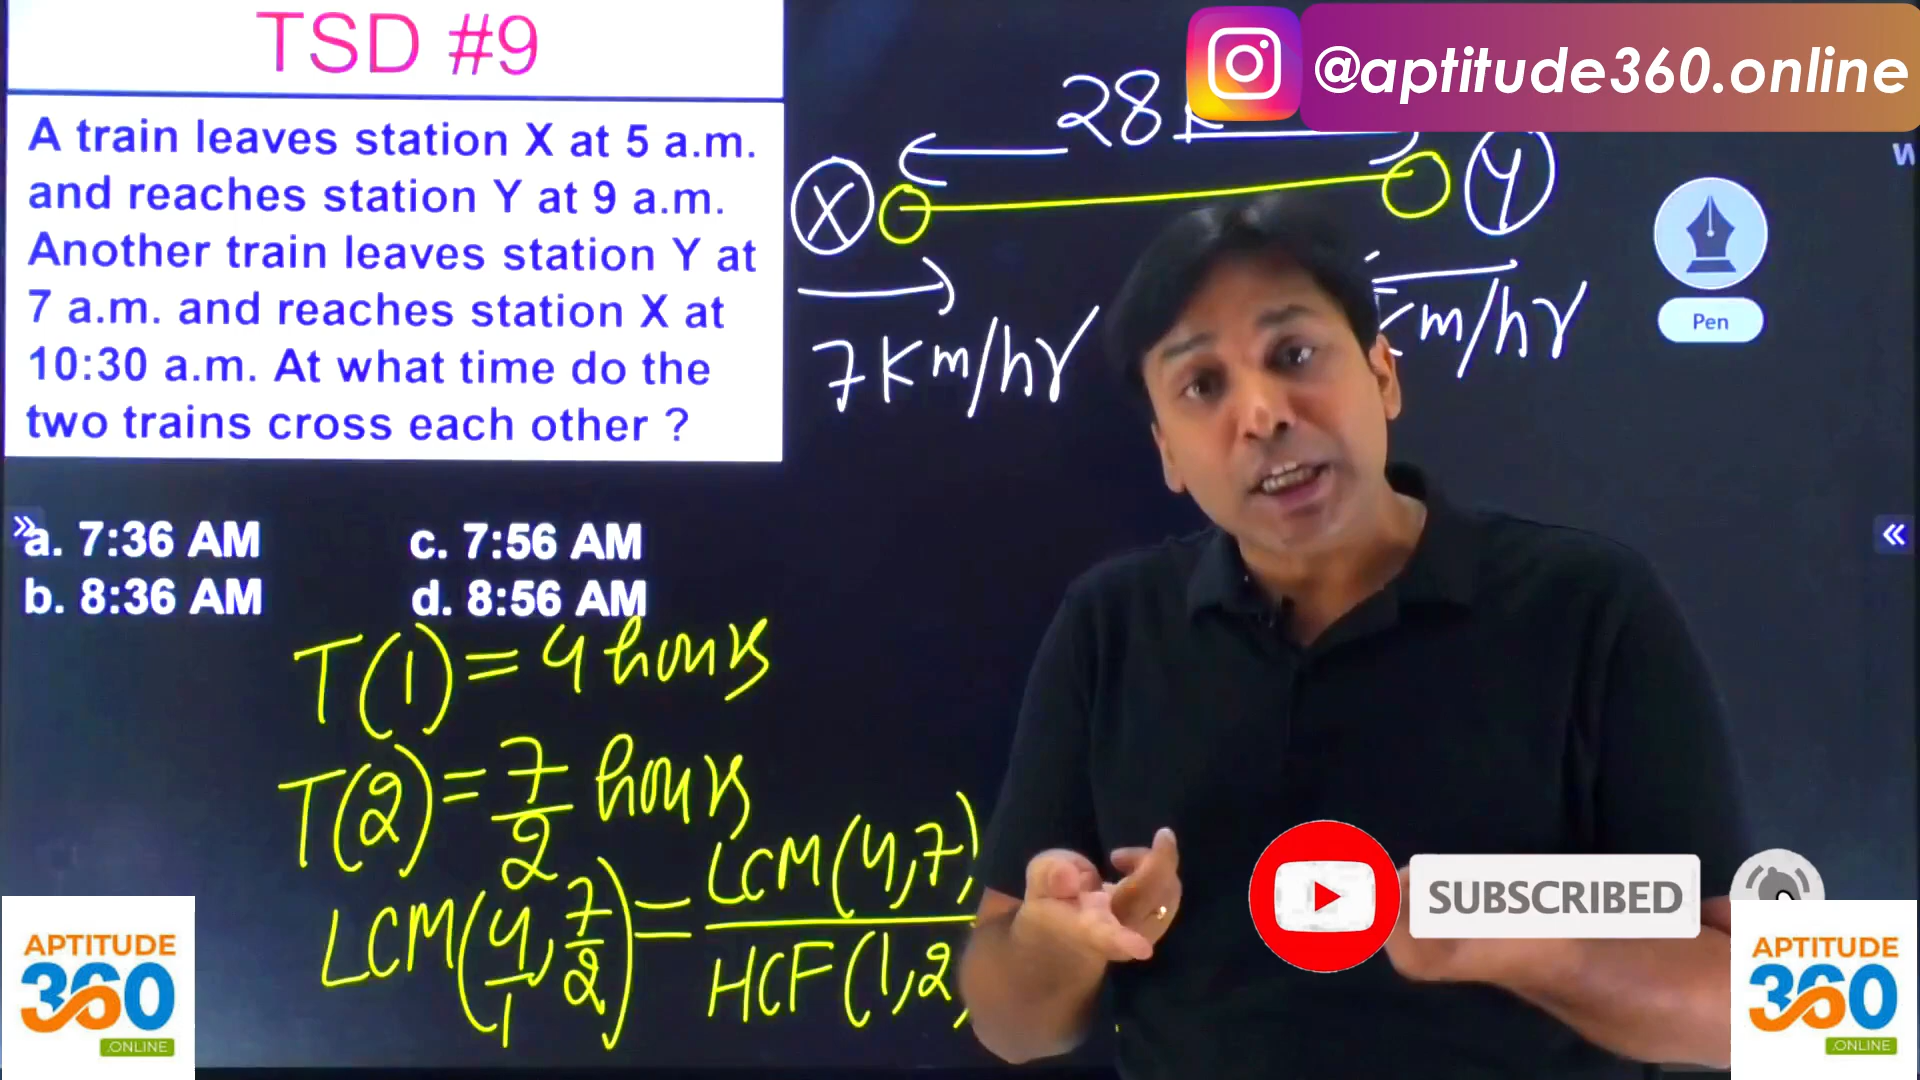 TSD #9
A train leaves station X at 5 a.m.
and reaches station Y at 9 a.m.
Another train leaves station Y at
7 a.m. and reaches station X at
10:30 a.m. At what time do the
two trains cross each other ?
a. 7:36 AM
b. 8:36 AM
c. 7:56 AM
d. 8:56 AM
T(1) = 4 hours
T(2) = 7/2 hours
LCM(4/1, 7/2) = LCM(4,7) / HCF(1,2
28 K
X
Y
7 Km/hr
Km/hr
@aptitude360.online
Pen
SUBSCRIBED
APTITUDE
360
.ONLINE
APTITUDE
360
.ONLINE